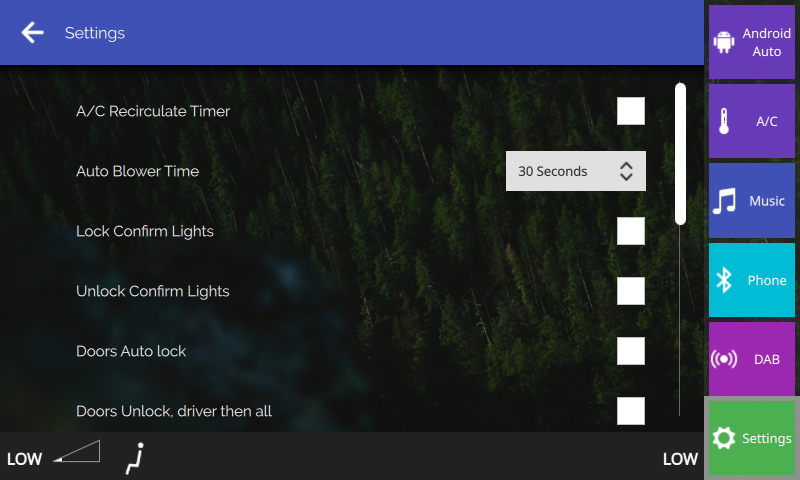 Settings
A/C Recirculate Timer
Auto Blower Time
30 Seconds
Lock Confirm Lights
Unlock Confirm Lights
Doors Auto lock
Doors Unlock, driver then all
LOW
LOW
Android
Auto
A/C
Music
Phone
DAB
Settings